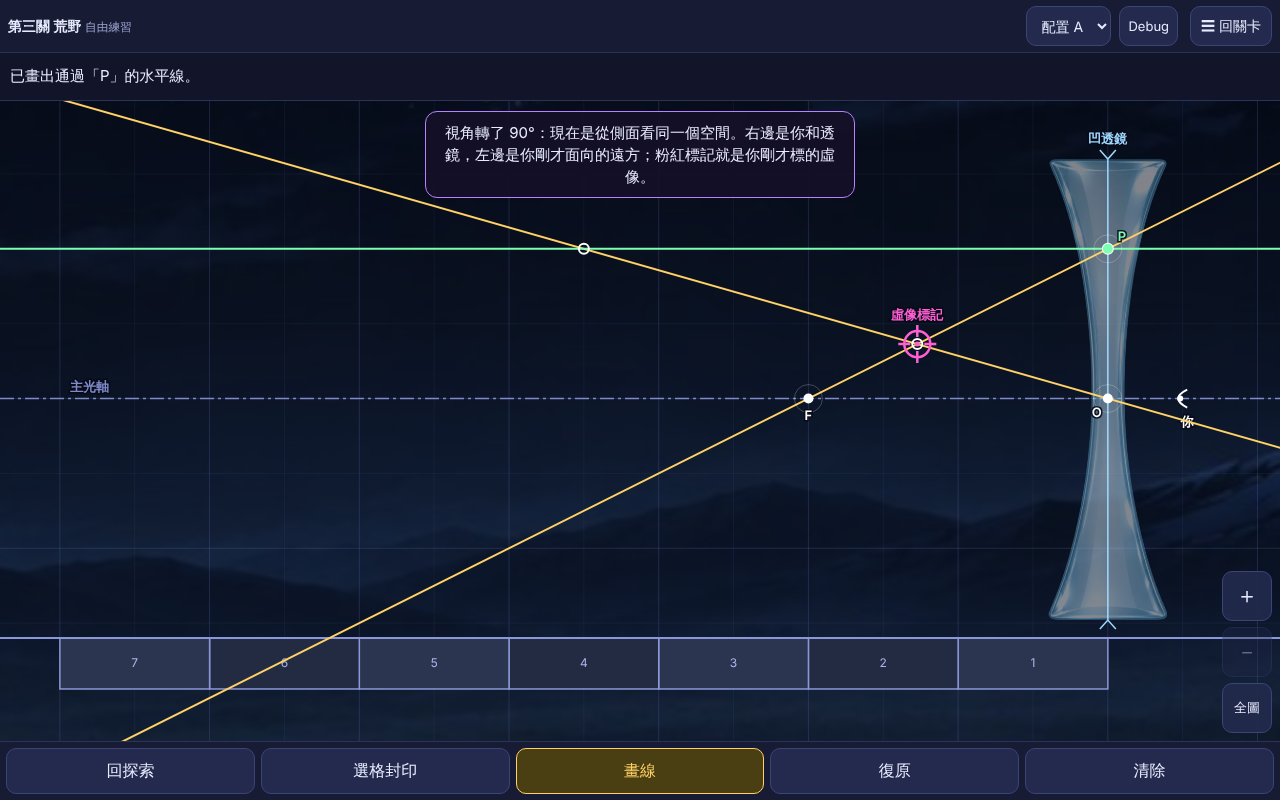 第三關 荒野 自由練習
配置 A
Debug
☰ 回關卡
已畫出通過「P」的水平線。
視角轉了 90°：現在是從側面看同一個空間。右邊是你和透
鏡，左邊是你剛才面向的遠方；粉紅標記就是你剛才標的虛
像。
凹透鏡
P
虛像標記
主光軸
F
O
你
7 6 5 4 3 2 1
+
−
全圖
回探索
選格封印
畫線
復原
清除